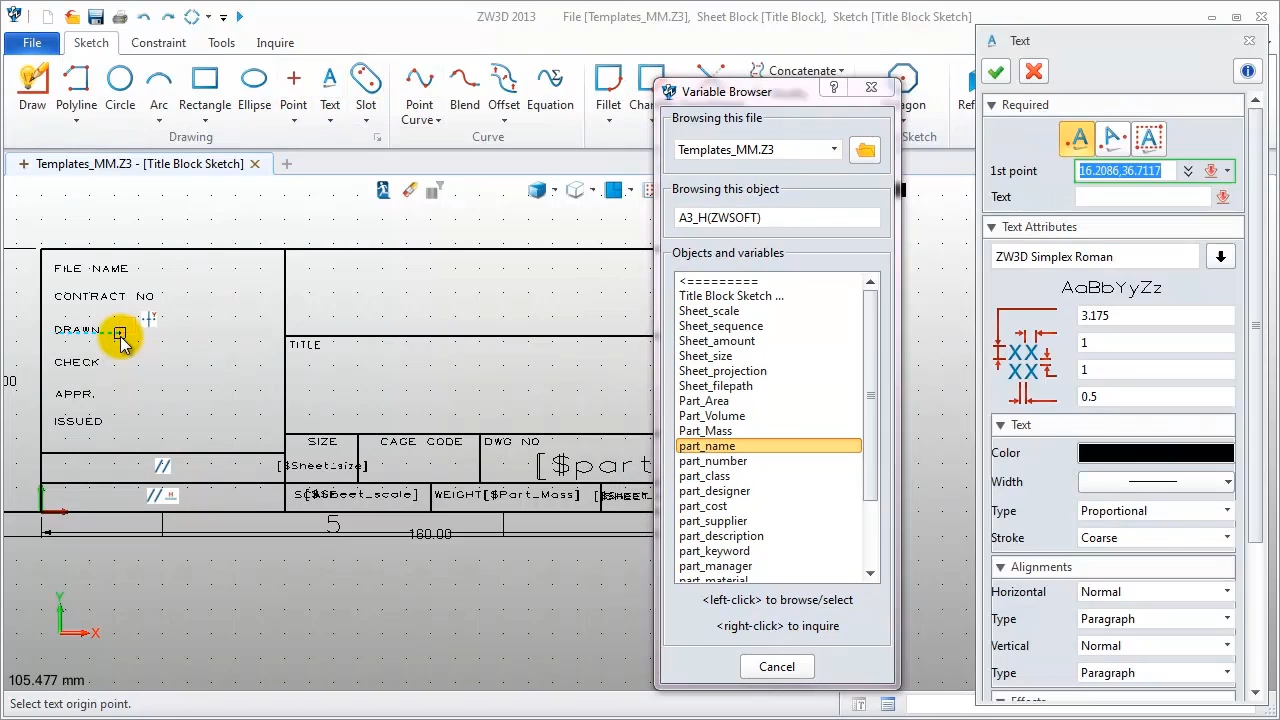 ZW3D 2013 File [Templates_MM.Z3], Sheet Block [Title Block], Sketch [Title Block Sketch]
File Sketch Constraint Tools Inquire
Draw Polyline Circle Arc Rectangle Ellipse Point Text Slot
Point Curve Blend Offset Equation Fillet
Concatenate
Drawing Curve
Templates_MM.Z3 - [Title Block Sketch]
FILE NAME
CONTRACT NO
DRAWN
CHECK
APPR.
ISSUED
TITLE
SIZE CAGE CODE DWG NO
[$Sheet_size] [$part
WEIGHT[$Part_Mass]
5
160.00
Y
X
105.477 mm
Select text origin point.
Variable Browser
Browsing this file
Templates_MM.Z3
Browsing this object
A3_H(ZWSOFT)
Objects and variables
<=========
Title Block Sketch ...
Sheet_scale
Sheet_sequence
Sheet_amount
Sheet_size
Sheet_projection
Sheet_filepath
Part_Area
Part_Volume
Part_Mass
part_name
part_number
part_class
part_designer
part_cost
part_supplier
part_description
part_keyword
part_manager
part_material
<left-click> to browse/select
<right-click> to inquire
Cancel
Text
Required
1st point 16.2086,36.7117
Text
Text Attributes
ZW3D Simplex Roman
AaBbYyZz
3.175
1
1
0.5
Text
Color
Width
Type Proportional
Stroke Coarse
Alignments
Horizontal Normal
Type Paragraph
Vertical Normal
Type Paragraph